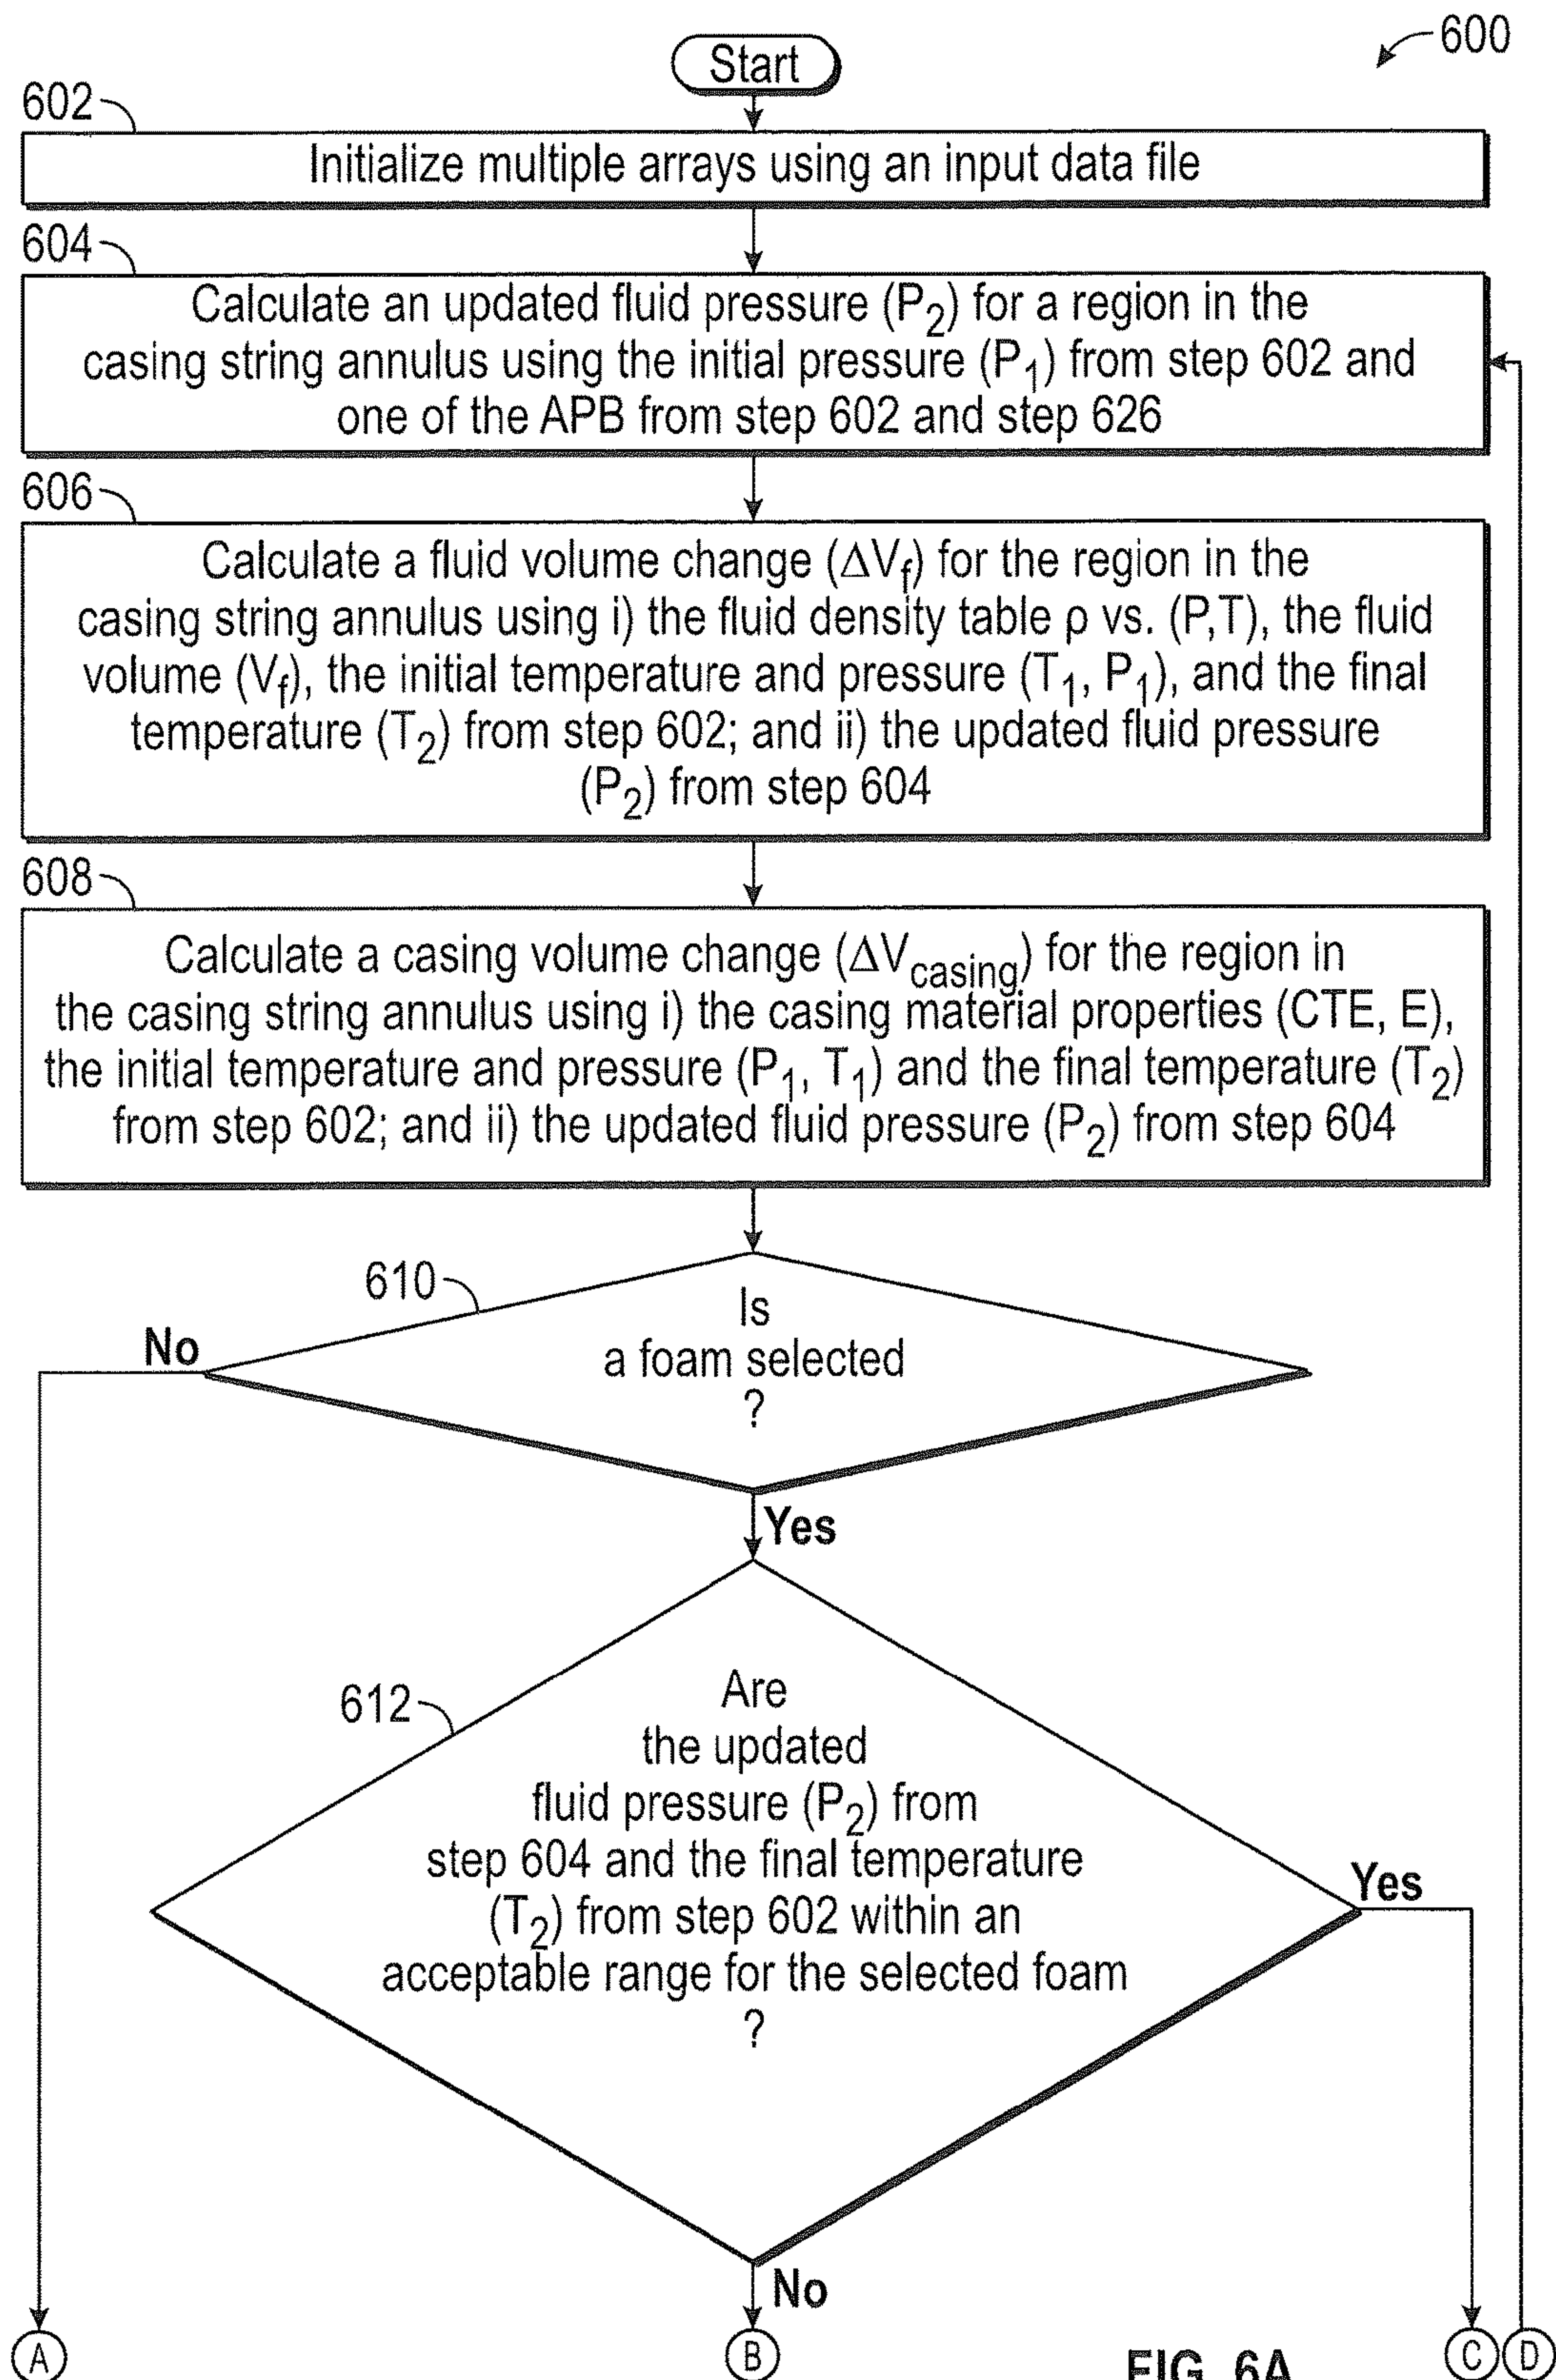 600
Start
602
Initialize multiple arrays using an input data file
604
Calculate an updated fluid pressure (P2) for a region in the
casing string annulus using the initial pressure (P1) from step 602 and
one of the APB from step 602 and step 626
606
Calculate a fluid volume change (ΔVf) for the region in the
casing string annulus using i) the fluid density table ρ vs. (P,T), the fluid
volume (Vf), the initial temperature and pressure (T1, P1), and the final
temperature (T2) from step 602; and ii) the updated fluid pressure
(P2) from step 604
608
Calculate a casing volume change (ΔVcasing) for the region in
the casing string annulus using i) the casing material properties (CTE, E),
the initial temperature and pressure (P1, T1) and the final temperature (T2)
from step 602; and ii) the updated fluid pressure (P2) from step 604
610
Is
a foam selected
?
No
Yes
612
Are
the updated
fluid pressure (P2) from
step 604 and the final temperature
(T2) from step 602 within an
acceptable range for the selected foam
?
Yes
No
A
B
C
D
FIG. 6A